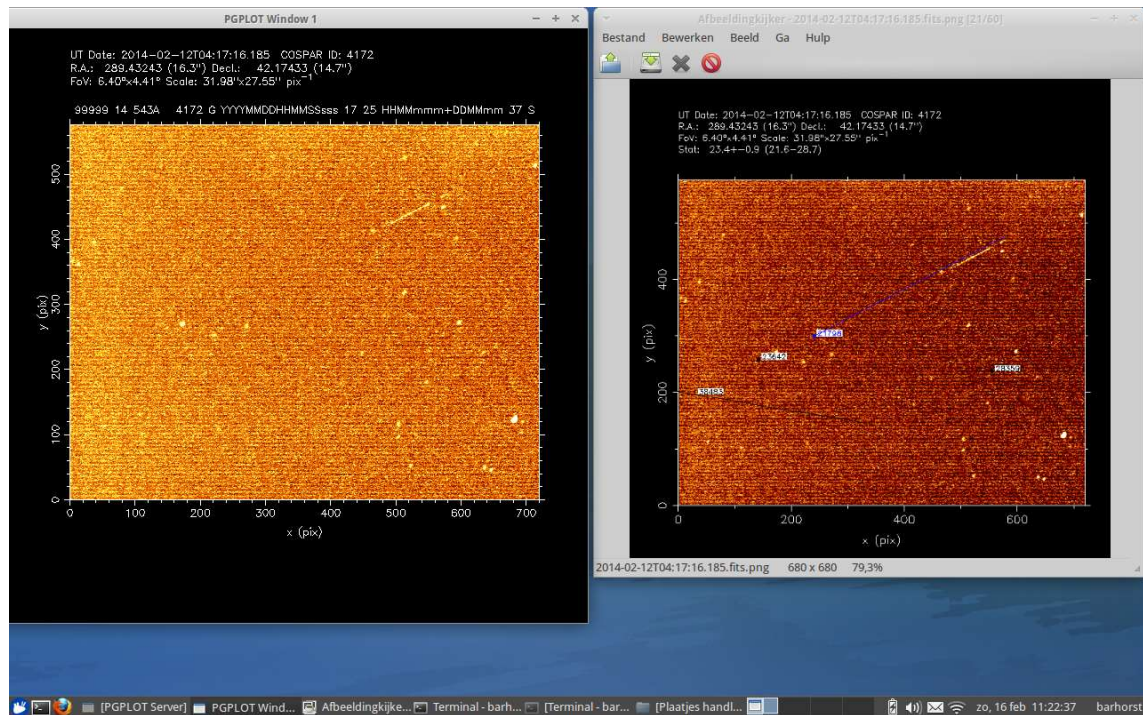 PGPLOT Window 1
UT Date: 2014-02-12T04:17:16.185 COSPAR ID: 4172
R.A.: 289.43243 (16.3") Decl.: 42.17433 (14.7")
FoV: 6.40°x4.41° Scale: 31.98"x27.55" pix⁻¹
99999 14 543A 4172 G YYYYMMDDHHMMSSsss 17 25 HHMMmmm+DDMMmm 37 S
500
400
300
200
100
0
y (pix)
0 100 200 300 400 500 600 700
x (pix)
Afbeeldingkijker - 2014-02-12T04:17:16.185.fits.png [21/60]
Bestand Bewerken Beeld Ga Hulp
UT Date: 2014-02-12T04:17:16.185 COSPAR ID: 4172
R.A.: 289.43243 (16.3") Decl.: 42.17433 (14.7")
FoV: 6.40°x4.41° Scale: 31.98"x27.55" pix⁻¹
Stat: 23.4+-0.9 (21.6-28.7)
400
21798
23642
28359
200
0
y (pix)
0 200 400 600
x (pix)
2014-02-12T04:17:16.185.fits.png 680 x 680 79,3%
[PGPLOT Server] PGPLOT Wind... Afbeeldingkijke... Terminal - barh... [Terminal - bar... [Plaatjes handl... zo, 16 feb 11:22:37 barhorst